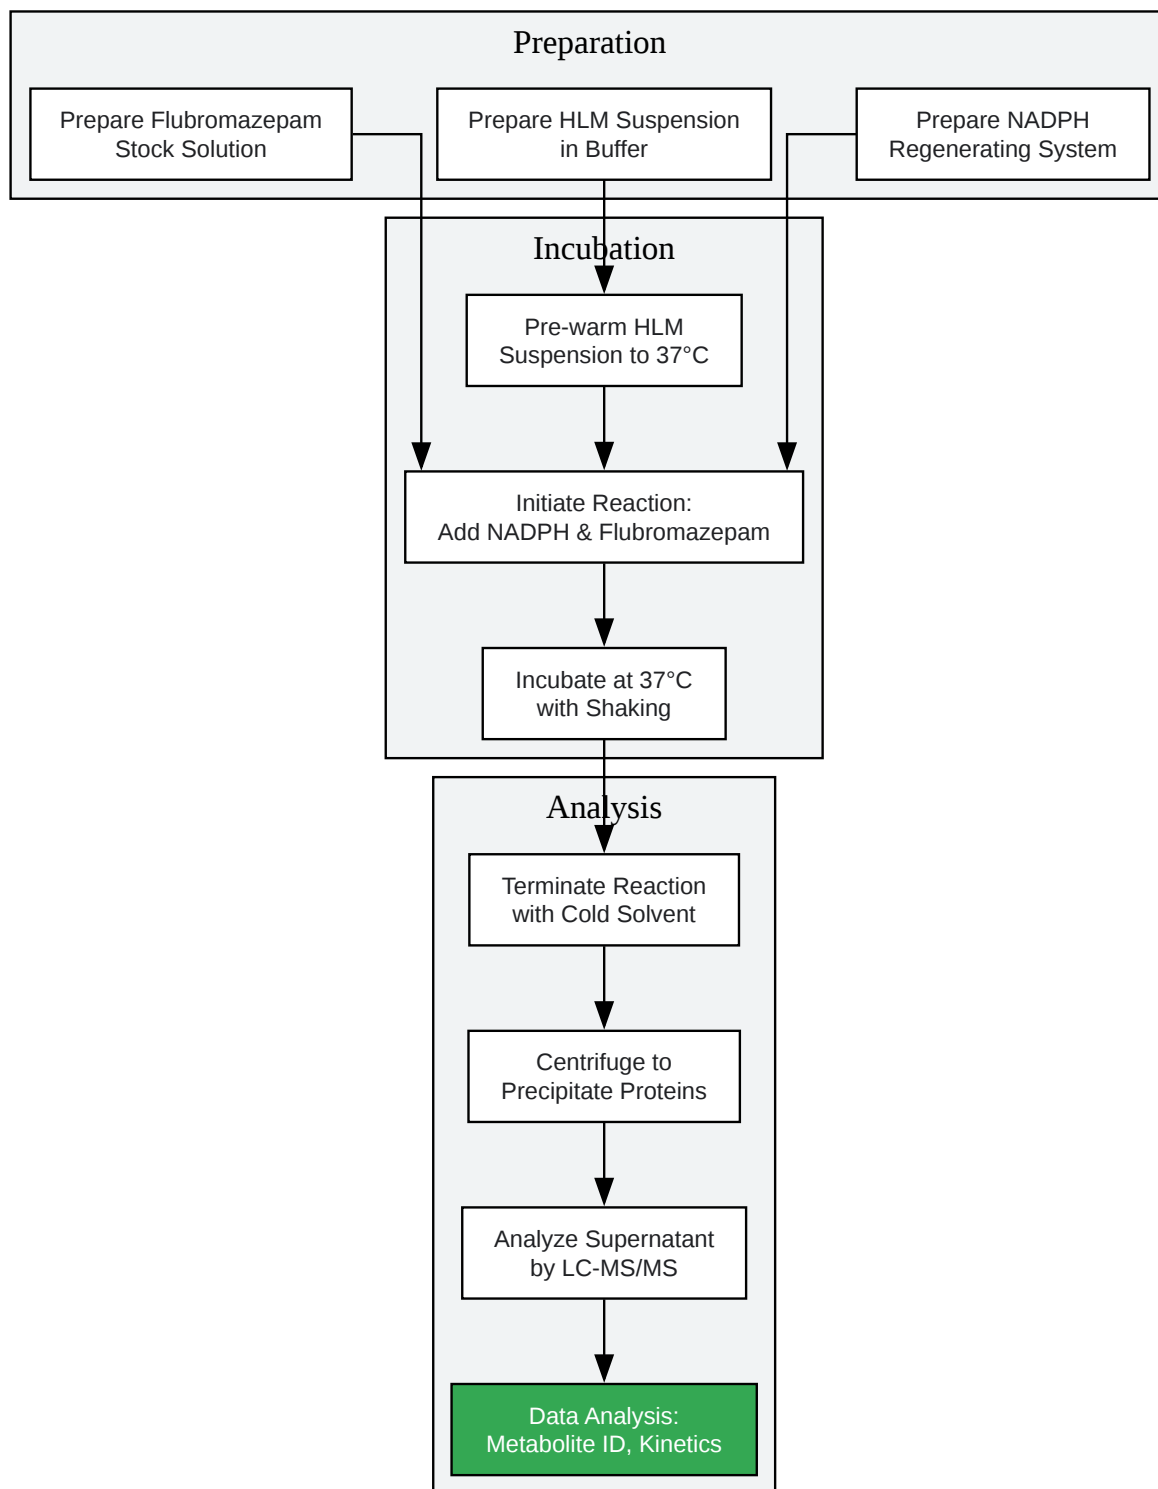 Preparation
Prepare Flubromazepam
Stock Solution
Prepare HLM Suspension
in Buffer
Prepare NADPH
Regenerating System
Incubation
Pre-warm HLM
Suspension to 37°C
Initiate Reaction:
Add NADPH & Flubromazepam
Incubate at 37°C
with Shaking
Analysis
Terminate Reaction
with Cold Solvent
Centrifuge to
Precipitate Proteins
Analyze Supernatant
by LC-MS/MS
Data Analysis:
Metabolite ID, Kinetics